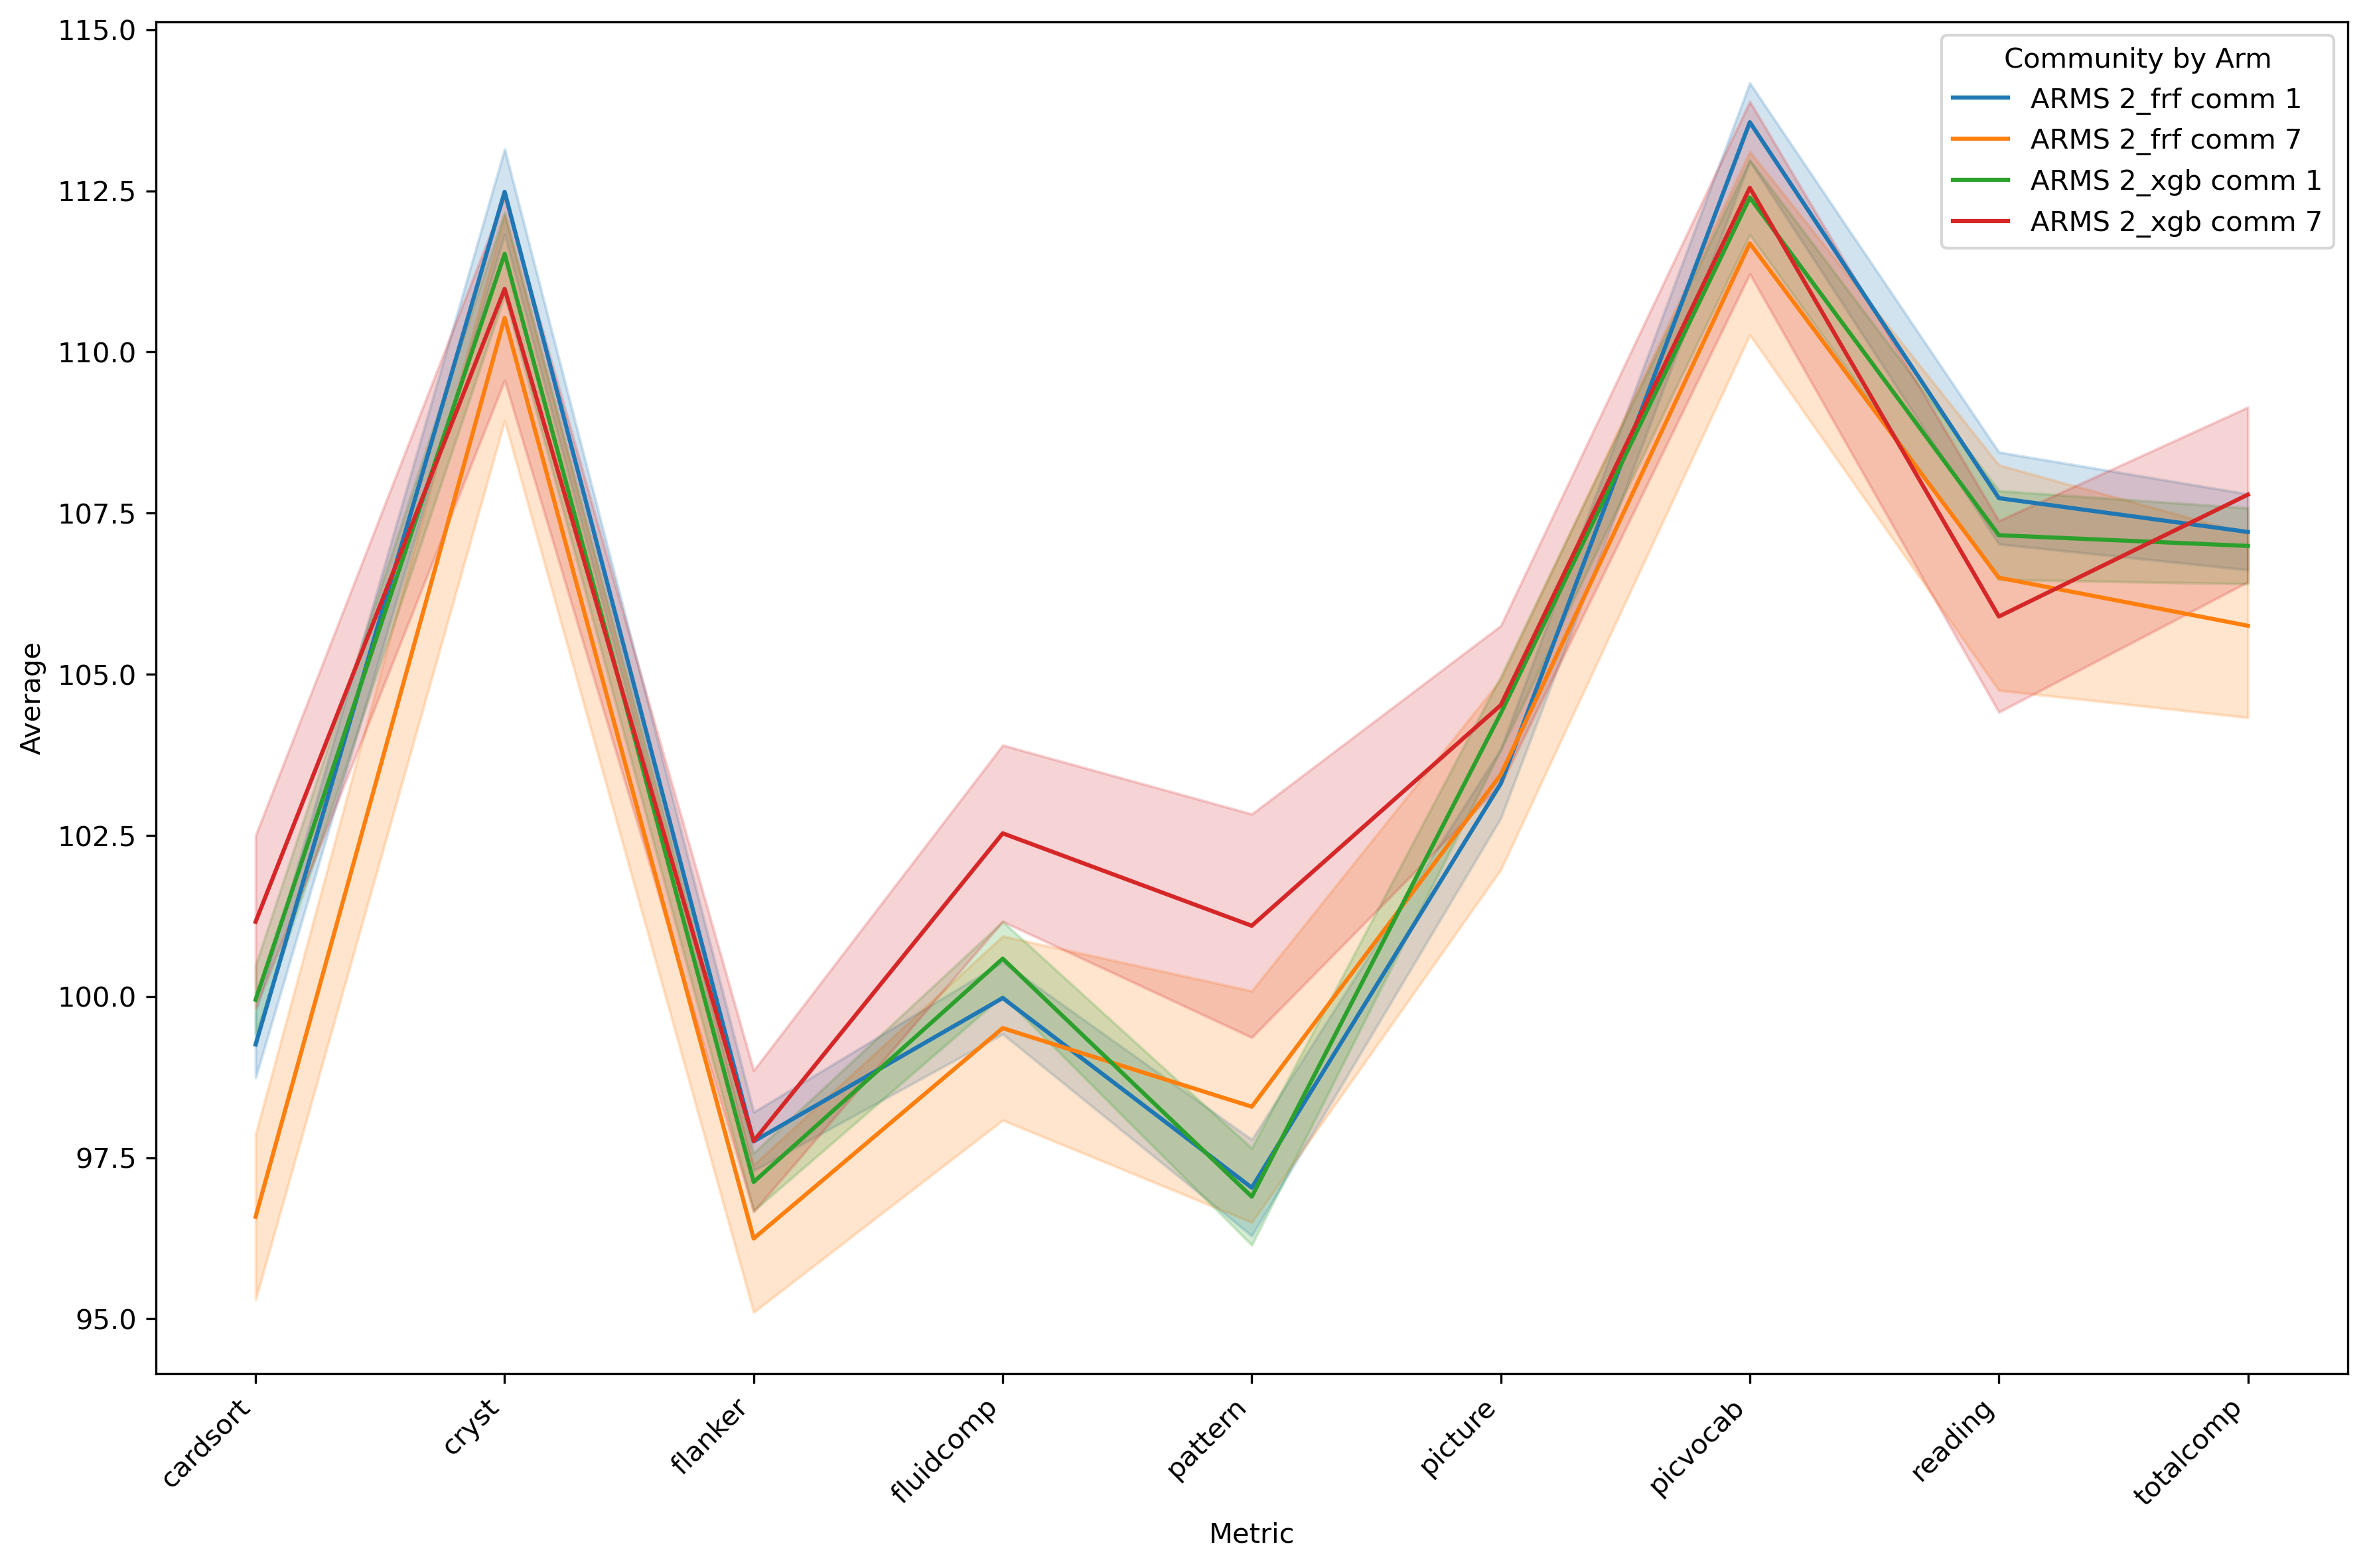 115.0
112.5
110.0
107.5
105.0
102.5
100.0
97.5
95.0
Average
Community by Arm
ARMS 2_frf comm 1
ARMS 2_frf comm 7
ARMS 2_xgb comm 1
ARMS 2_xgb comm 7
cardsort
cryst
flanker
fluidcomp
pattern
picture
picvocab
reading
totalcomp
Metric